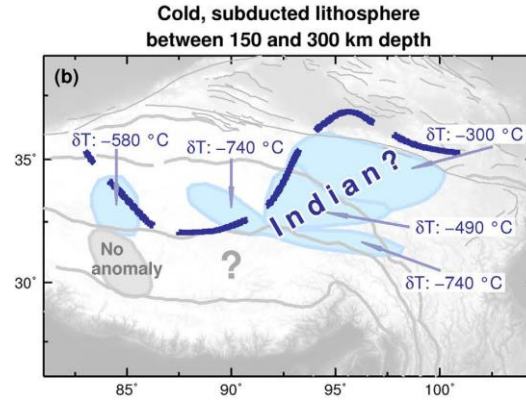 Cold, subducted lithosphere
between 150 and 300 km depth
(b)
δT: −580 °C
δT: −740 °C
δT: −300 °C
35°
Indian?
δT: −490 °C
No
anomaly
?
δT: −740 °C
30°
85°
90°
95°
100°